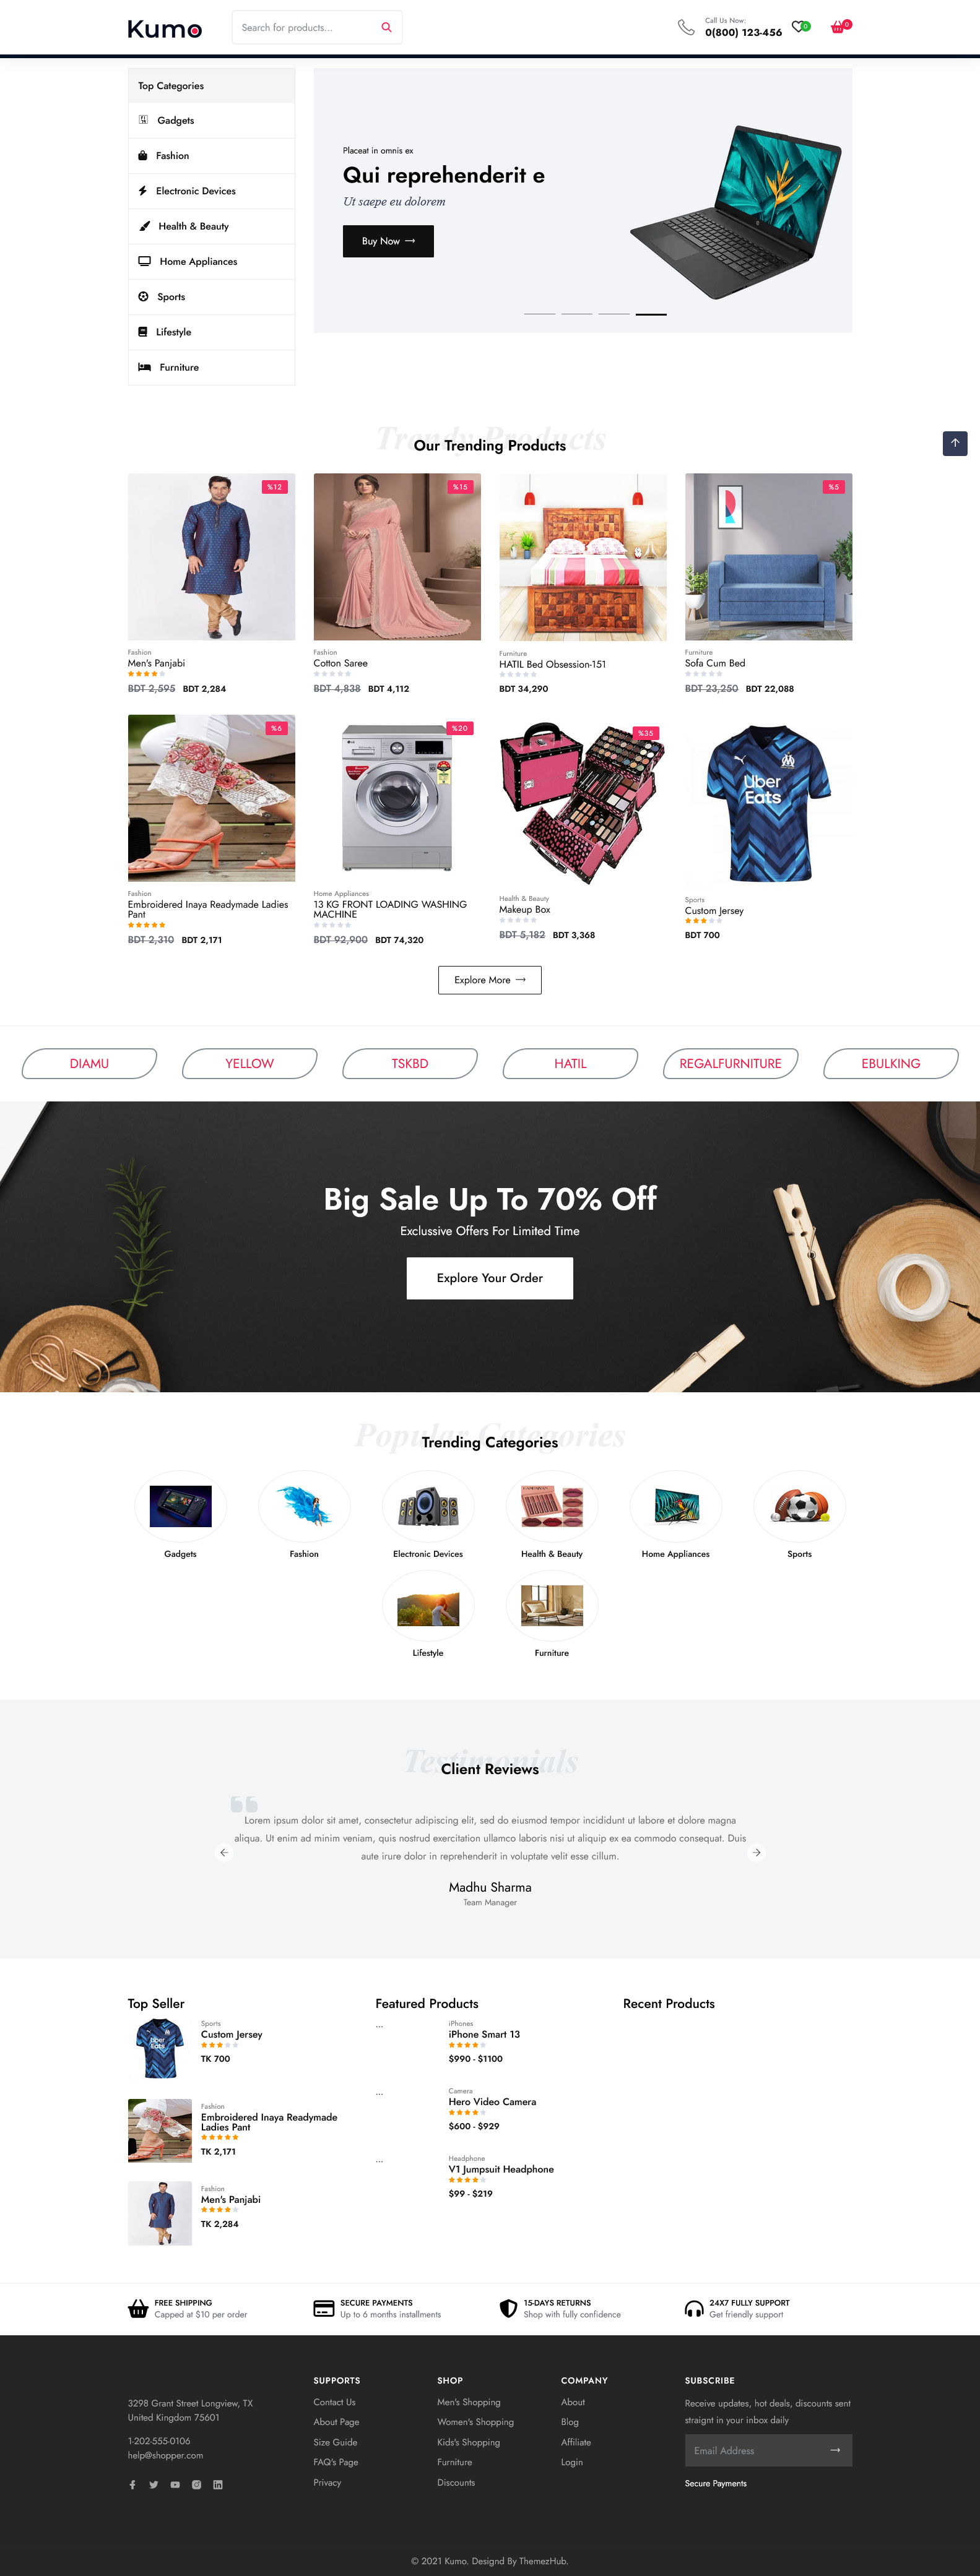 Kumo
Search for products...
Call Us Now:
0(800) 123-456
0
0
Top Categories
Gadgets
Fashion
Electronic Devices
Health & Beauty
Home Appliances
Sports
Lifestyle
Furniture
Placeat in omnis ex
Qui reprehenderit e
Ut saepe eu dolorem
Buy Now
Trendy Products
Our Trending Products
%12
%15
%5
Fashion
Men's Panjabi
BDT 2,595 BDT 2,284
Fashion
Cotton Saree
BDT 4,838 BDT 4,112
Furniture
HATIL Bed Obsession-151
BDT 34,290
Furniture
Sofa Cum Bed
BDT 23,250 BDT 22,088
%6
%20
%35
Uber
Eats
Fashion
Embroidered Inaya Readymade Ladies
Pant
BDT 2,310 BDT 2,171
Home Appliances
13 KG FRONT LOADING WASHING
MACHINE
BDT 92,900 BDT 74,320
Health & Beauty
Makeup Box
BDT 5,182 BDT 3,368
Sports
Custom Jersey
BDT 700
Explore More
DIAMU
YELLOW
TSKBD
HATIL
REGALFURNITURE
EBULKING
Big Sale Up To 70% Off
Exclussive Offers For Limited Time
Explore Your Order
Popular Categories
Trending Categories
Gadgets
Fashion
Electronic Devices
Health & Beauty
Home Appliances
Sports
Lifestyle
Furniture
Testimonials
Client Reviews
Lorem ipsum dolor sit amet, consectetur adipiscing elit, sed do eiusmod tempor incididunt ut labore et dolore magna
aliqua. Ut enim ad minim veniam, quis nostrud exercitation ullamco laboris nisi ut aliquip ex ea commodo consequat. Duis
aute irure dolor in reprehenderit in voluptate velit esse cillum.
Madhu Sharma
Team Manager
Top Seller
Uber
Eats
Sports
Custom Jersey
TK 700
Fashion
Embroidered Inaya Readymade
Ladies Pant
TK 2,171
Fashion
Men's Panjabi
TK 2,284
Featured Products
...
iPhones
iPhone Smart 13
$990 - $1100
...
Camera
Hero Video Camera
$600 - $929
...
Headphone
V1 Jumpsuit Headphone
$99 - $219
Recent Products
FREE SHIPPING
Capped at $10 per order
SECURE PAYMENTS
Up to 6 months installments
15-DAYS RETURNS
Shop with fully confidence
24X7 FULLY SUPPORT
Get friendly support
3298 Grant Street Longview, TX
United Kingdom 75601
1-202-555-0106
help@shopper.com
SUPPORTS
Contact Us
About Page
Size Guide
FAQ's Page
Privacy
SHOP
Men's Shopping
Women's Shopping
Kids's Shopping
Furniture
Discounts
COMPANY
About
Blog
Affiliate
Login
SUBSCRIBE
Receive updates, hot deals, discounts sent
straignt in your inbox daily
Email Address
Secure Payments
© 2021 Kumo. Designd By ThemezHub.